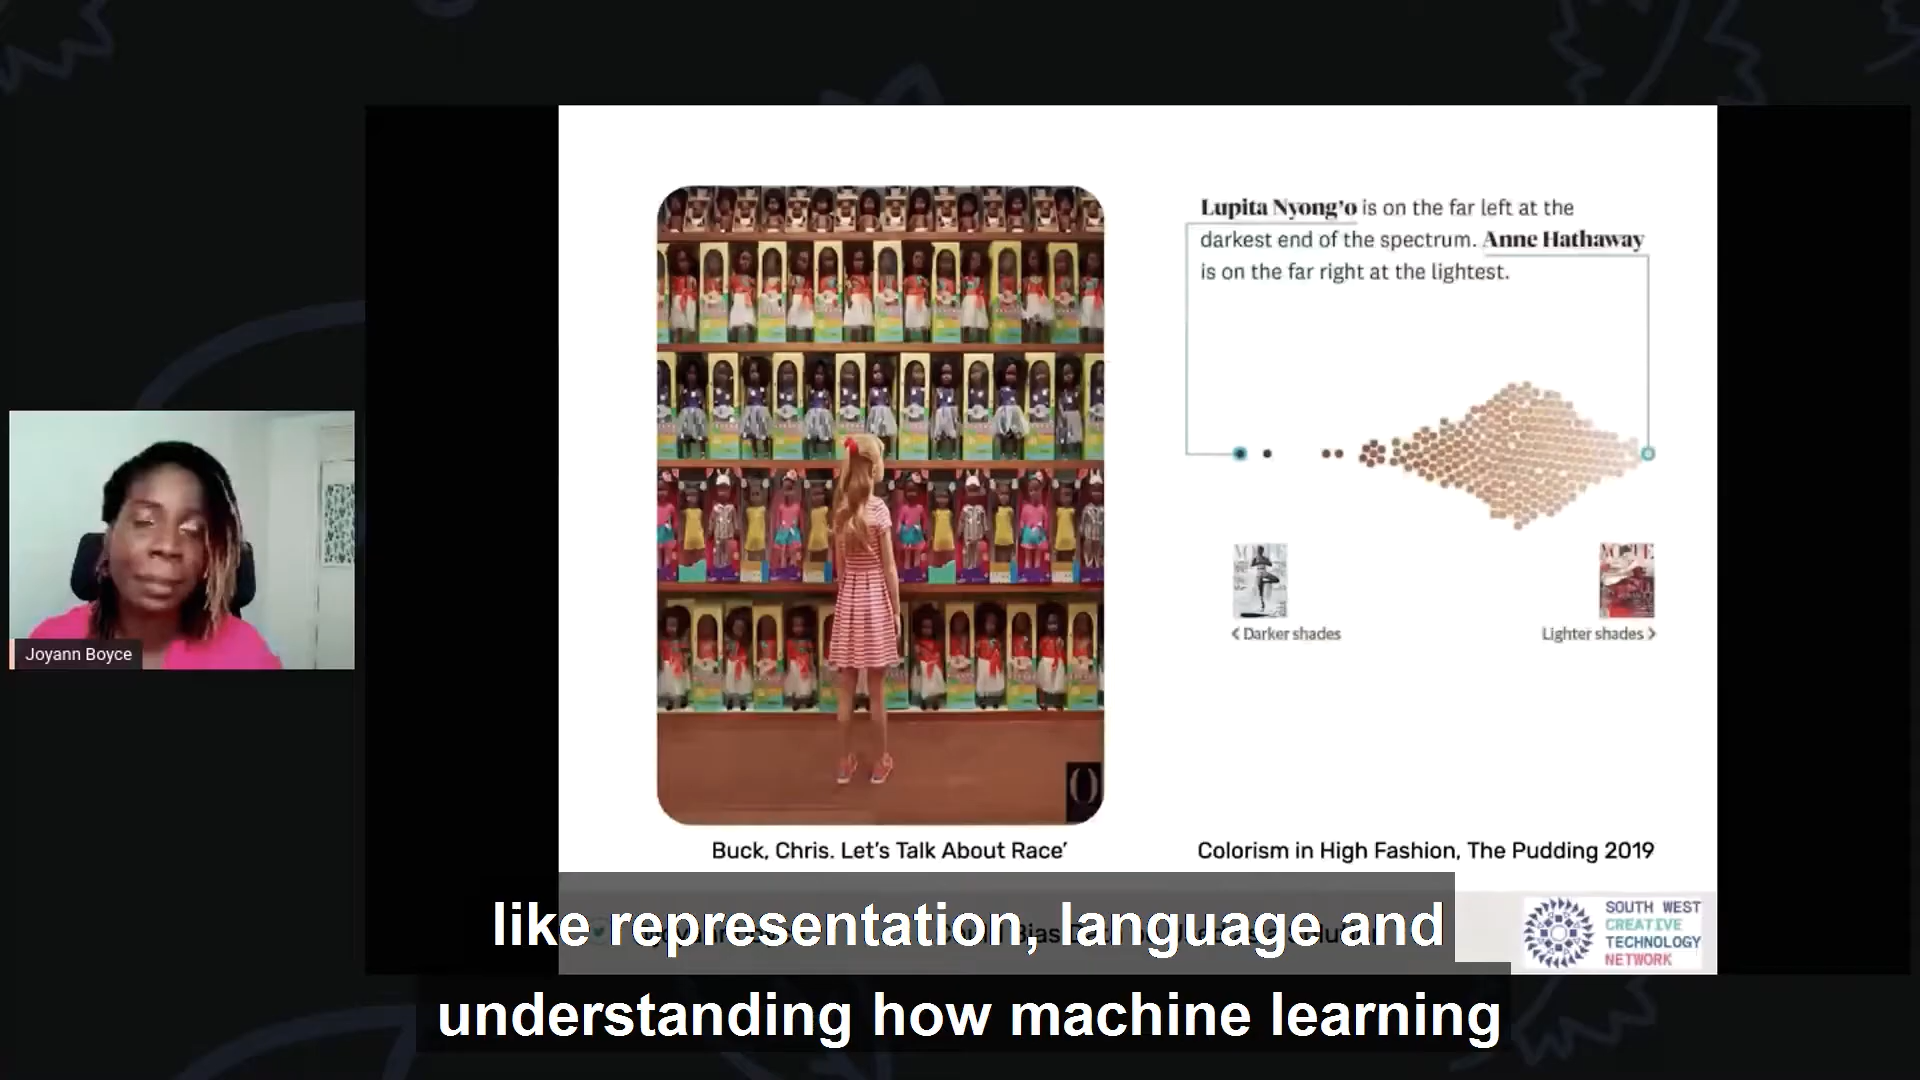 Lupita Nyong'o is on the far left at the
darkest end of the spectrum. Anne Hathaway
is on the far right at the lightest.
VOGUE
VOGUE
< Darker shades
Lighter shades >
Joyann Boyce
Buck, Chris. Let's Talk About Race'
Colorism in High Fashion, The Pudding 2019
SOUTH WEST
CREATIVE
TECHNOLOGY
NETWORK
like representation, language and
understanding how machine learning